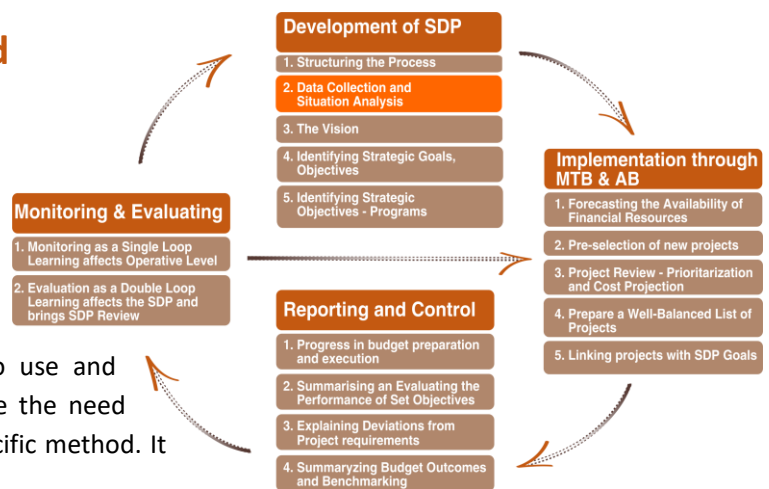 Development of SDP
1. Structuring the Process
2. Data Collection and
Situation Analysis
3. The Vision
4. Identifying Strategic Goals,
Objectives
5. Identifying Strategic
Objectives - Programs
Implementation through
MTB & AB
1. Forecasting the Availability of
Financial Resources
2. Pre-selection of new projects
3. Project Review - Prioritarization
and Cost Projection
4. Prepare a Well-Balanced List of
Projects
5. Linking projects with SDP Goals
Monitoring & Evaluating
1. Monitoring as a Single Loop
Learning affects Operative Level
2. Evaluation as a Double Loop
Learning affects the SDP and
brings SDP Review
Reporting and Control
1. Progress in budget preparation
and execution
2. Summarising an Evaluating the
Performance of Set Objectives
3. Explaining Deviations from
Project requirements
4. Summaryzing Budget Outcomes
and Benchmarking
use and
the need
method. It